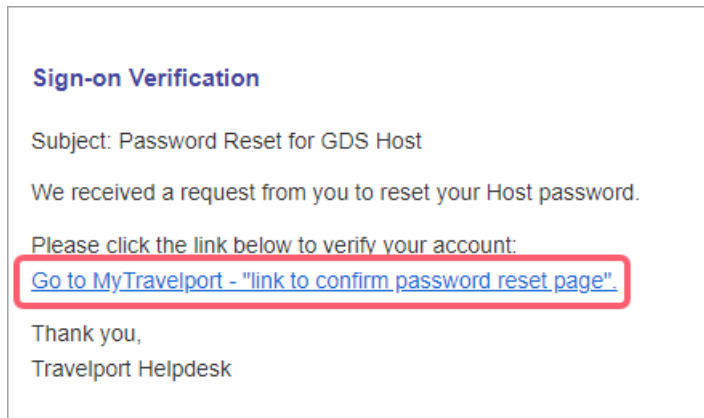 Sign-on Verification
Subject: Password Reset for GDS Host
We received a request from you to reset your Host password.
Please click the link below to verify your account:
Go to MyTravelport - "link to confirm password reset page".
Thank you,
Travelport Helpdesk